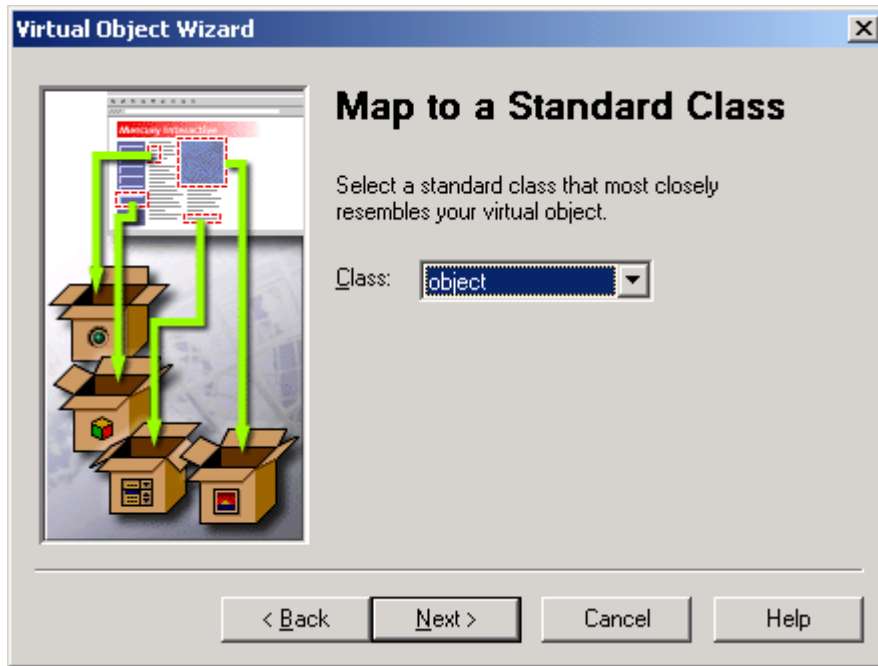 Virtual Object Wizard
Mercury Interactive
Map to a Standard Class
Select a standard class that most closely
resembles your virtual object.
Class: object
< Back Next > Cancel Help